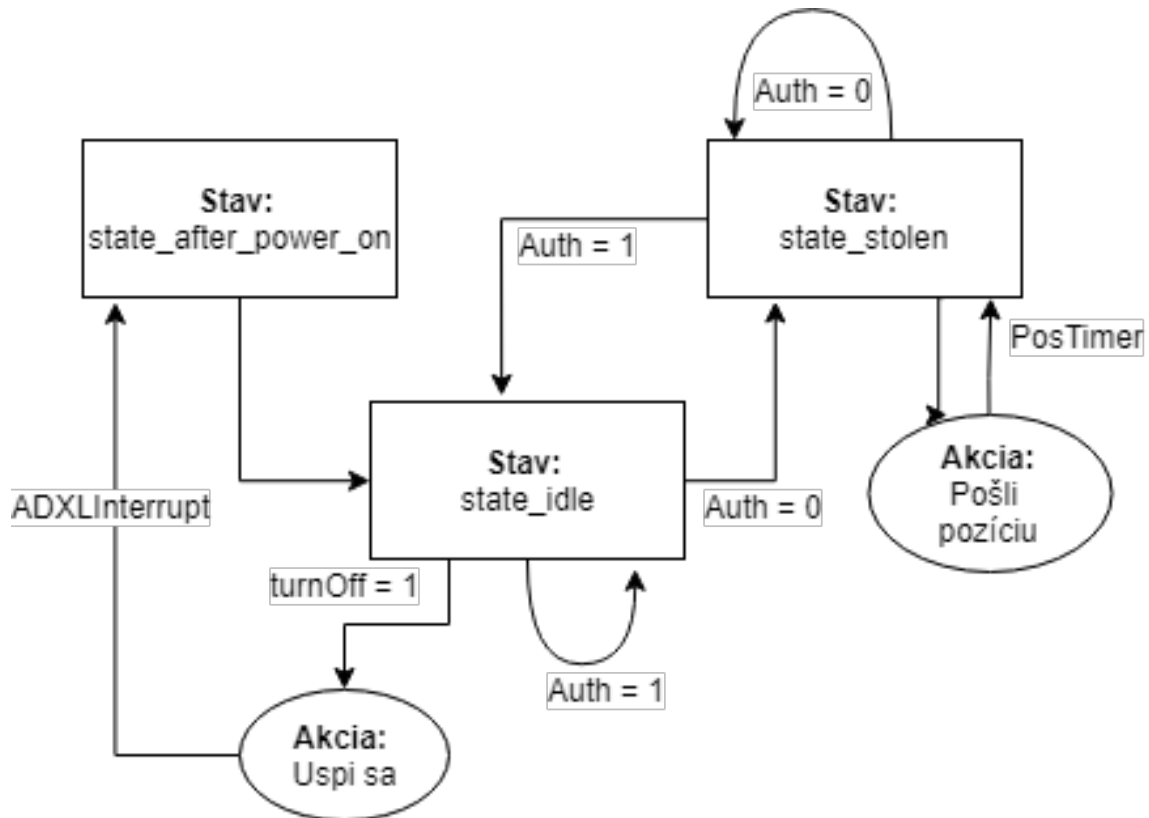 Auth = 0
Stav:
state_after_power_on
Stav:
state_stolen
Auth = 1
PosTimer
Stav:
state_idle
Akcia:
Pošli
pozíciu
ADXLInterrupt
Auth = 0
turnOff = 1
Auth = 1
Akcia:
Uspi sa